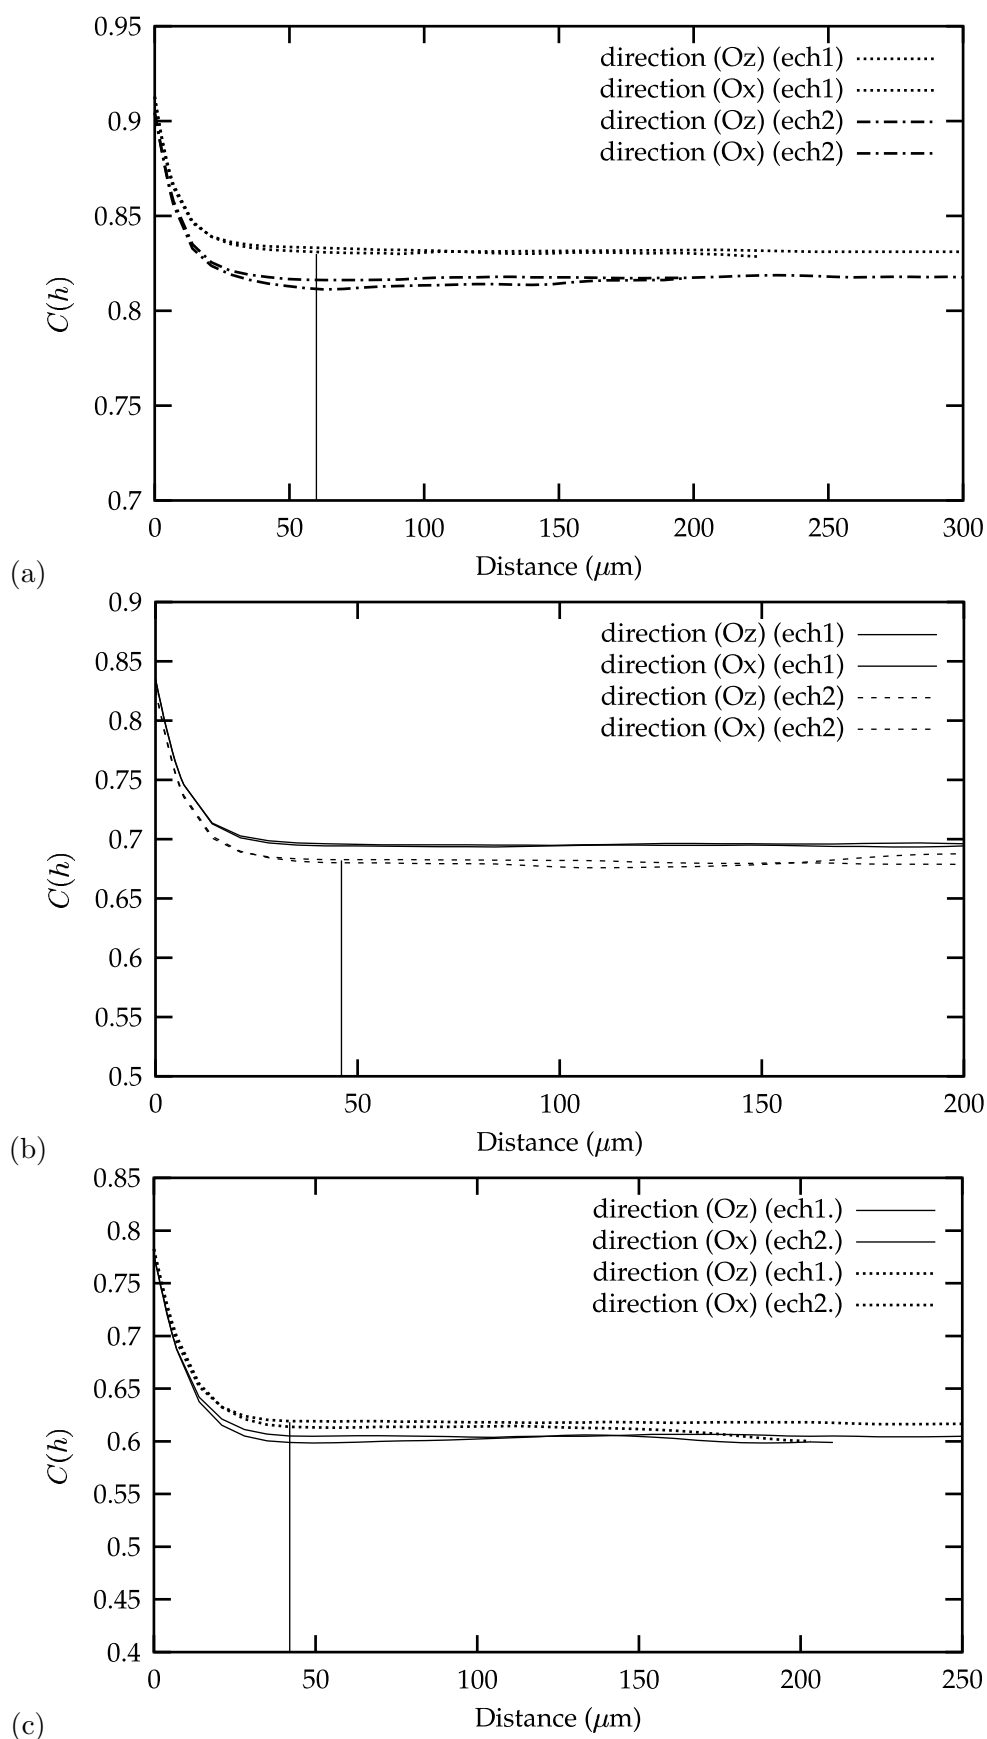 0.95
direction (Oz) (ech1)
direction (Ox) (ech1)
direction (Oz) (ech2)
direction (Ox) (ech2)
0.9
0.85
C(h)
0.8
0.75
0.7
0 50 100 150 200 250 300
Distance (μm)
(a)
0.9
direction (Oz) (ech1)
direction (Ox) (ech1)
direction (Oz) (ech2)
direction (Ox) (ech2)
0.85
0.8
0.75
0.7
C(h)
0.65
0.6
0.55
0.5
0 50 100 150 200
Distance (μm)
(b)
0.85
direction (Oz) (ech1.)
direction (Ox) (ech2.)
direction (Oz) (ech1.)
direction (Ox) (ech2.)
0.8
0.75
0.7
0.65
0.6
C(h)
0.55
0.5
0.45
0.4
0 50 100 150 200 250
Distance (μm)
(c)